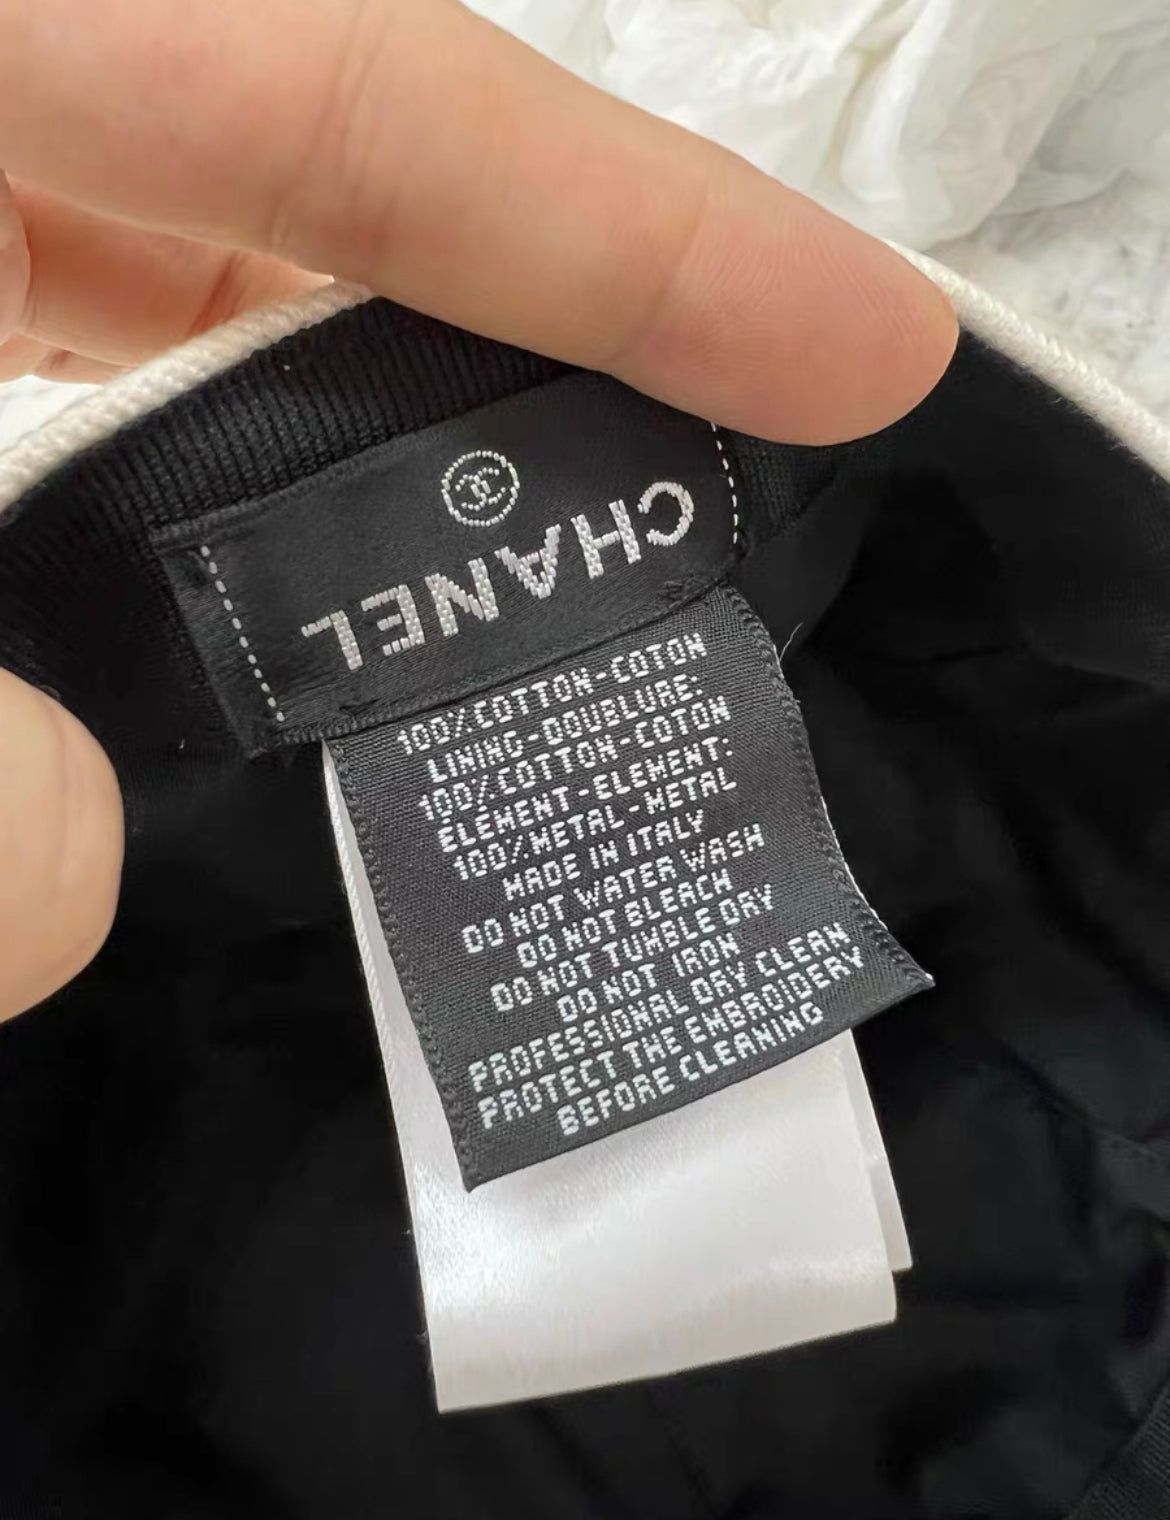 CHANEL
100% COTTON-COTON
LINING-DOUBLURE:
100% COTTON-COTON
ELEMENT-ELEMENT:
100% METAL-METAL
MADE IN ITALY
DO NOT WATER WASH
DO NOT BLEACH
DO NOT TUMBLE DRY
DO NOT IRON
PROFESSIONAL DRY CLEAN
PROTECT THE EMBROIDERY
BEFORE CLEANING